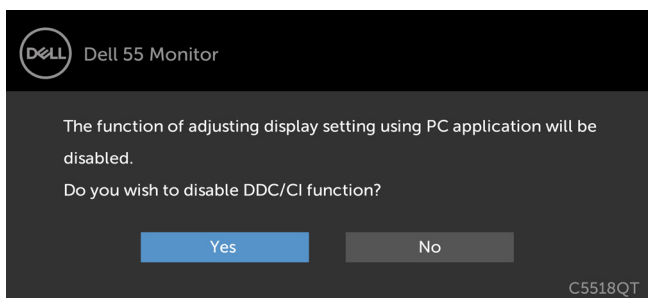 DELL
Dell 55 Monitor
The function of adjusting display setting using PC application will be
disabled.
Do you wish to disable DDC/CI function?
Yes
No
C5518QT